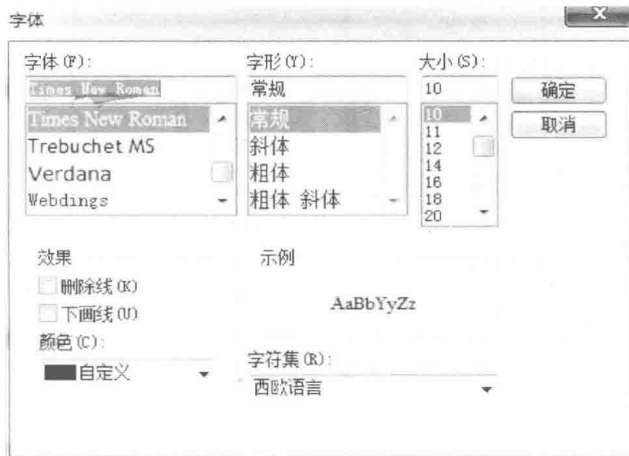 字体
字体(F):
字形(Y):
大小(S):
Times New Roman
常规
10
确定
Times New Roman
Trebuchet MS
Verdana
Webdings
常规
斜体
粗体
粗体 斜体
10
11
12
14
16
18
20
取消
效果
删除线(K)
下画线(U)
颜色(C):
自定义
示例
AaBbYyZz
字符集(R):
西欧语言